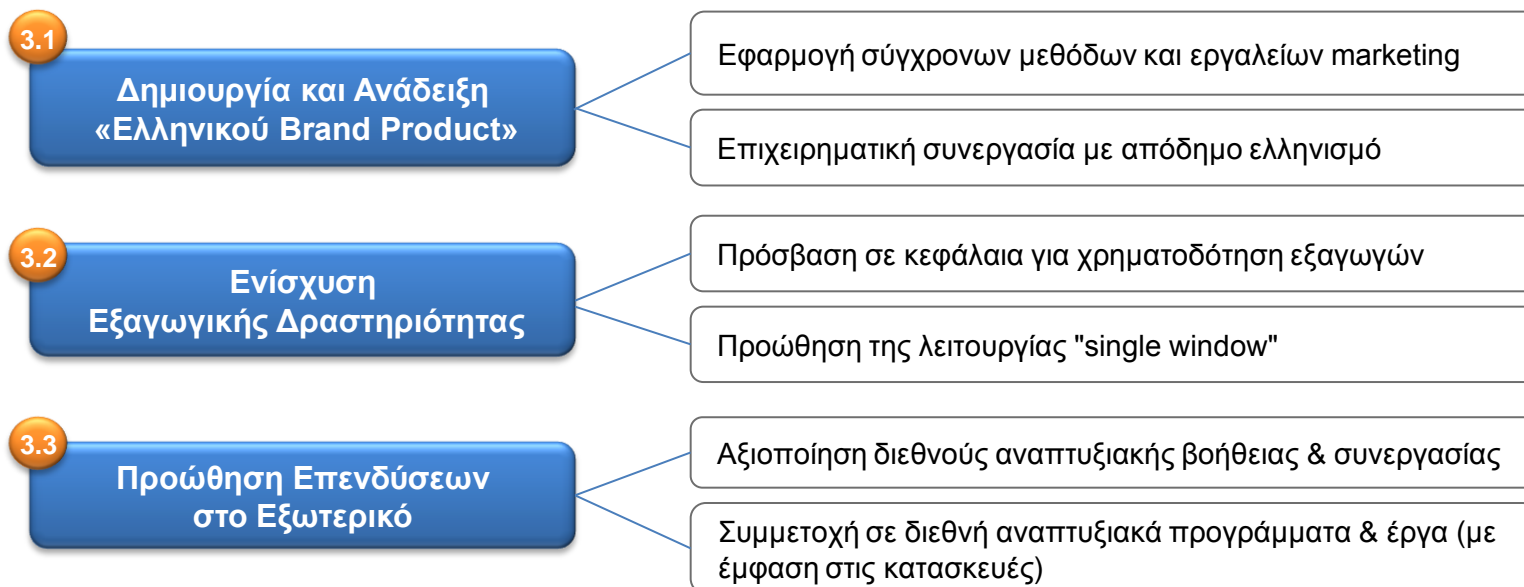 3.1
Δημιουργία και Ανάδειξη
«Ελληνικού Brand Product»
Εφαρμογή σύγχρονων μεθόδων και εργαλείων marketing
Επιχειρηματική συνεργασία με απόδημο ελληνισμό
3.2
Ενίσχυση
Εξαγωγικής Δραστηριότητας
Πρόσβαση σε κεφάλαια για χρηματοδότηση εξαγωγών
Προώθηση της λειτουργίας "single window"
3.3
Προώθηση Επενδύσεων
στο Εξωτερικό
Αξιοποίηση διεθνούς αναπτυξιακής βοήθειας & συνεργασίας
Συμμετοχή σε διεθνή αναπτυξιακά προγράμματα & έργα (με
έμφαση στις κατασκευές)